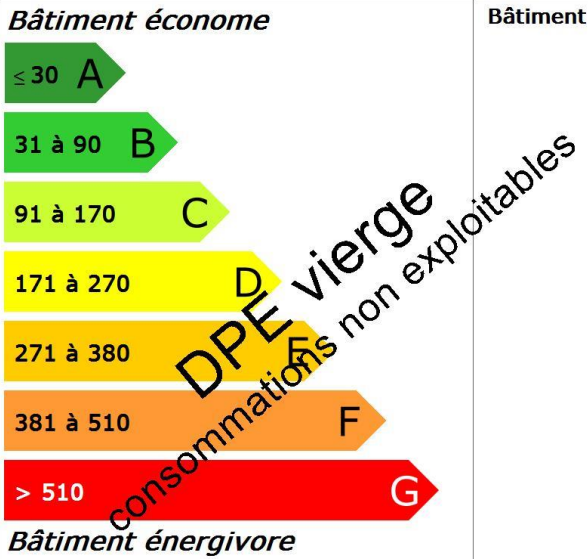 Bâtiment économe
Bâtiment
≤ 30 A
31 à 90 B
91 à 170 C
171 à 270 D
271 à 380 E
381 à 510 F
> 510 G
Bâtiment énergivore
DPE vierge
consommations non exploitables